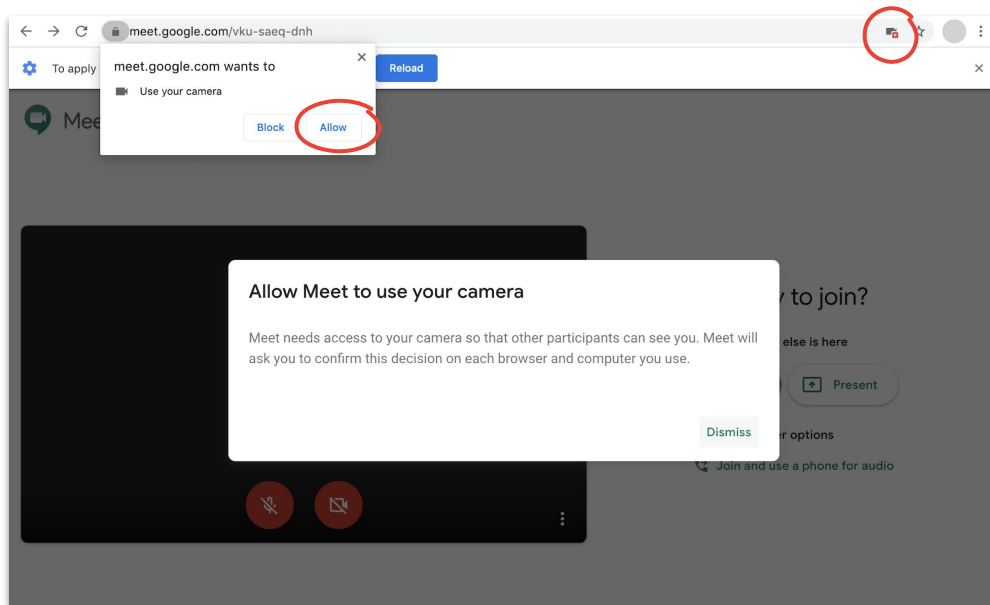 meet.google.com/vku-saeq-dnh
To apply
Reload
meet.google.com wants to
Use your camera
Block
Allow
Mee
Allow Meet to use your camera
Meet needs access to your camera so that other participants can see you. Meet will
ask you to confirm this decision on each browser and computer you use.
Dismiss
to join?
else is here
Present
options
Join and use a phone for audio